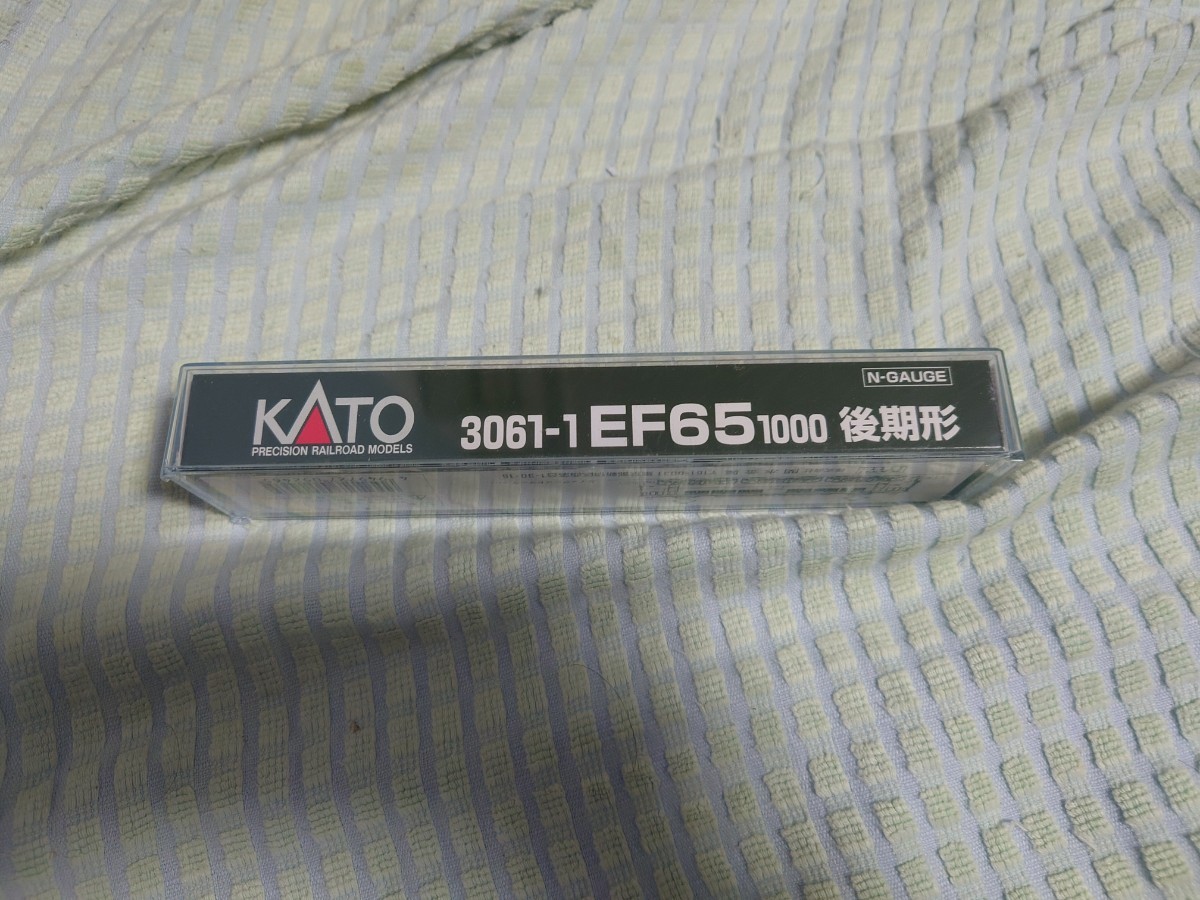 KATO
PRECISION RAILROAD MODELS
N-GAUGE
3061-1 EF65 1000 後期形